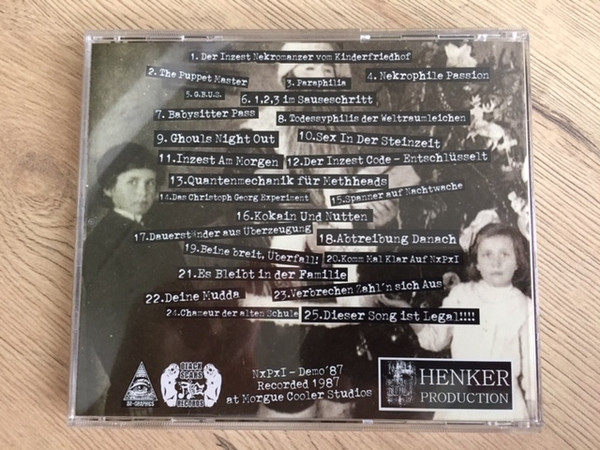 1. Der Inzest Nekromanzer vom Kinderfriedhof
2. The Puppet Master
3. Paraphilia
4. Nekrophile Passion
5. G.B.U.S.
6. 1,2,3 im Sauseschritt
7. Babysitter Pass
8. Todessyphilis der Weltraumleichen
9. Ghouls Night Out
10. Sex In Der Steinzeit
11. Inzest Am Morgen
12. Der Inzest Code - Entschlüsselt
13. Quantenmechanik für Methheads
14. Das Christoph Georg Experiment
15. Spanner auf Nachtwache
16. Kokain Und Nutten
17. Dauerständer aus Überzeugung
18. Abtreibung Danach
19. Beine breit, Überfall!
20. Komm Mal Klar Auf NxPxI
21. Es Bleibt in der Familie
22. Deine Mudda
23. Verbrechen Zahl'n sich Aus
24. Chameur der alten Schule
25. Dieser Song ist Legal!!!!
BLACK
SCABS
RECORDS
NxPxI - Demo'87
Recorded 1987
at Morgue Cooler Studios
HENKER
PRODUCTION